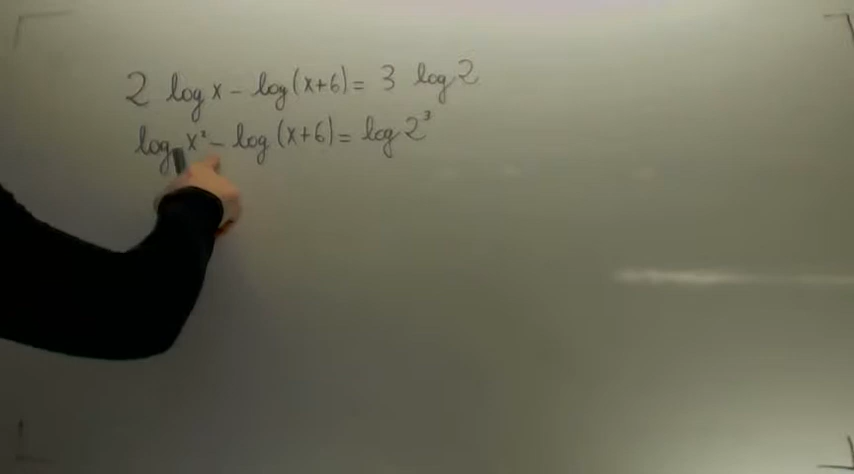 2 log x - log(x+6) = 3 log 2
log x² - log(x+6) = log 2³